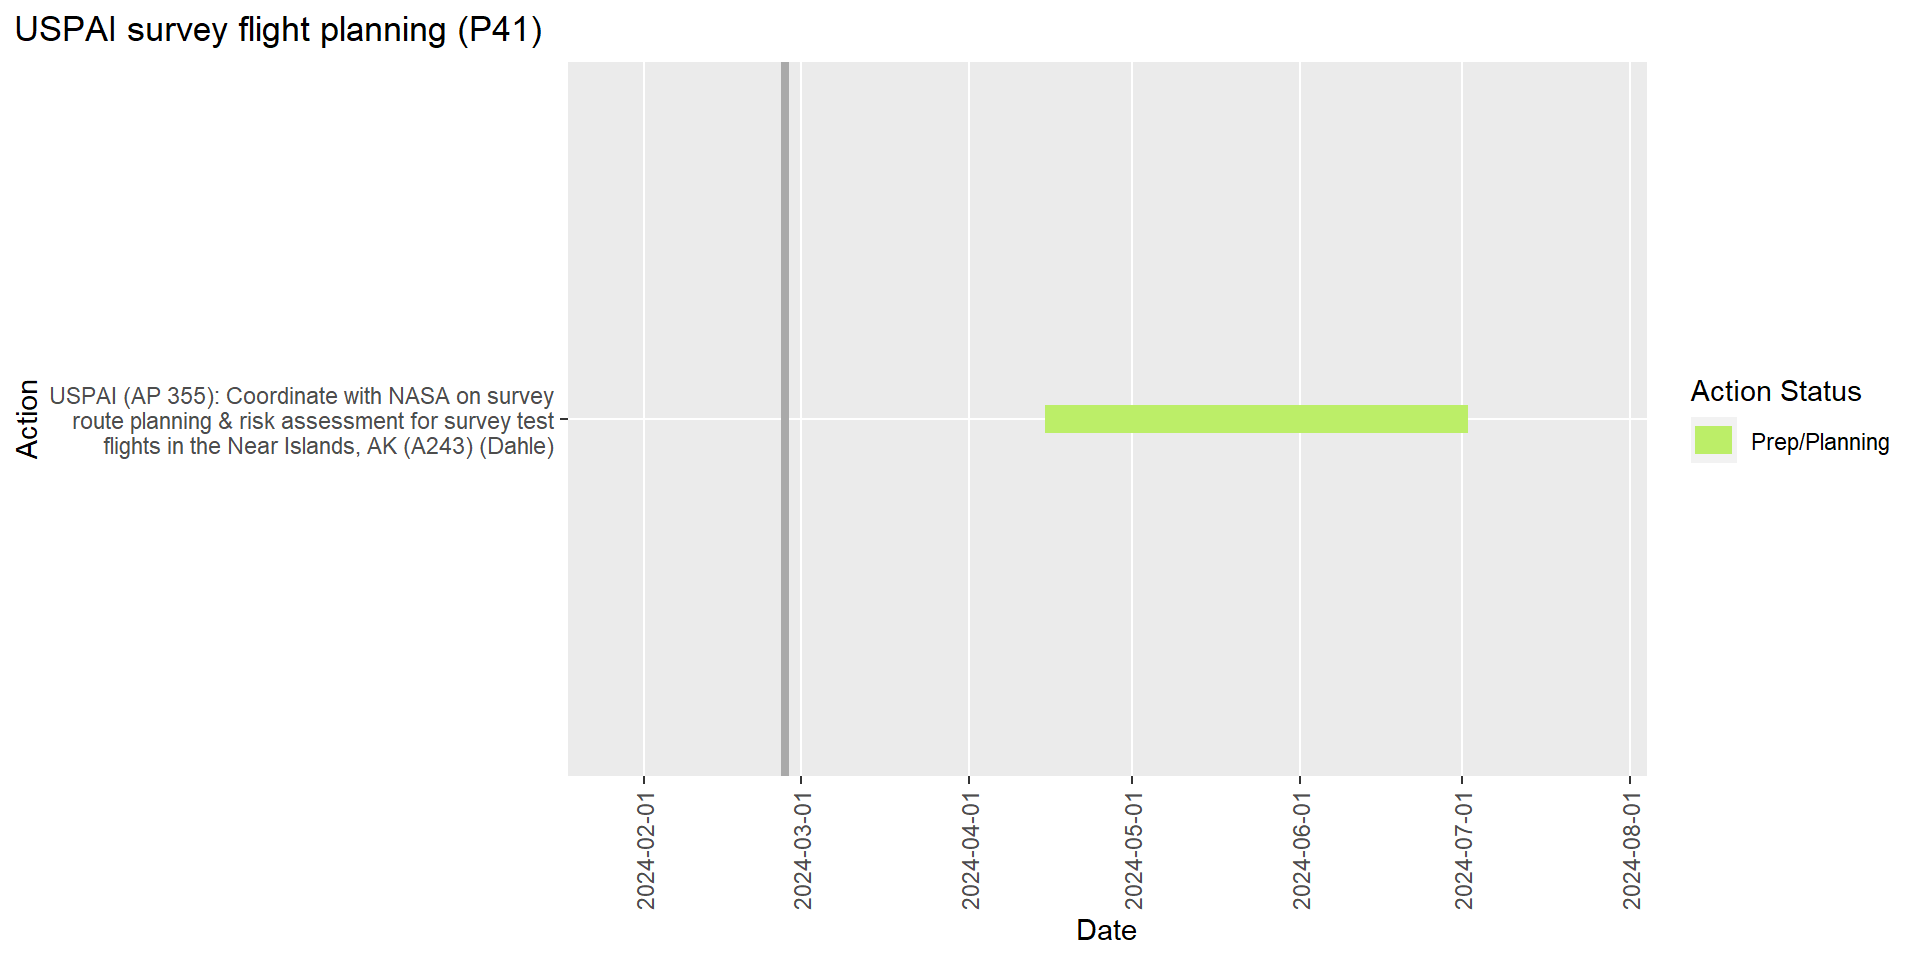 USPAI survey flight planning (P41)
Action
USPAI (AP 355): Coordinate with NASA on survey
route planning & risk assessment for survey test
flights in the Near Islands, AK (A243) (Dahle)
Action Status
Prep/Planning
2024-02-01
2024-03-01
2024-04-01
2024-05-01
2024-06-01
2024-07-01
2024-08-01
Date